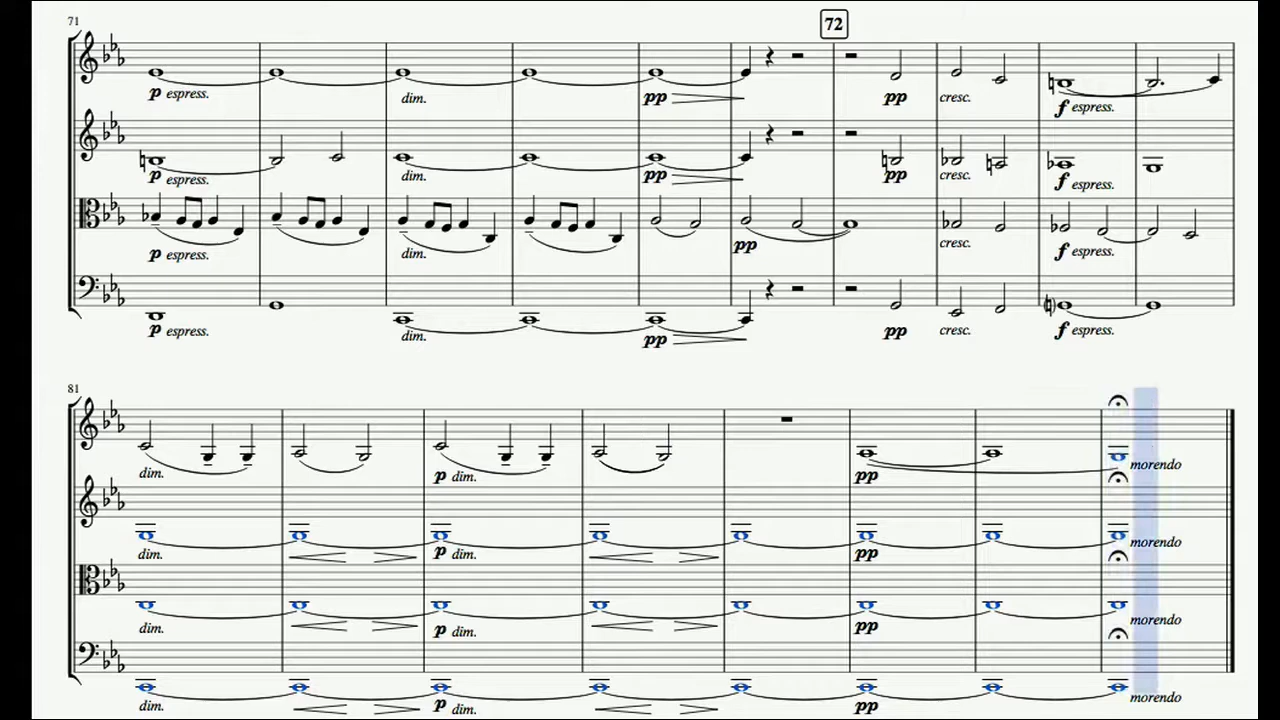 71
72
p espress.
dim.
pp
pp
cresc.
f espress.
p espress.
dim.
pp
pp
cresc.
f espress.
p espress.
dim.
pp
cresc.
f espress.
p espress.
dim.
pp
pp
cresc.
f espress.
81
dim.
p dim.
pp
morendo
dim.
p dim.
pp
morendo
dim.
p dim.
pp
morendo
dim.
p dim.
pp
morendo